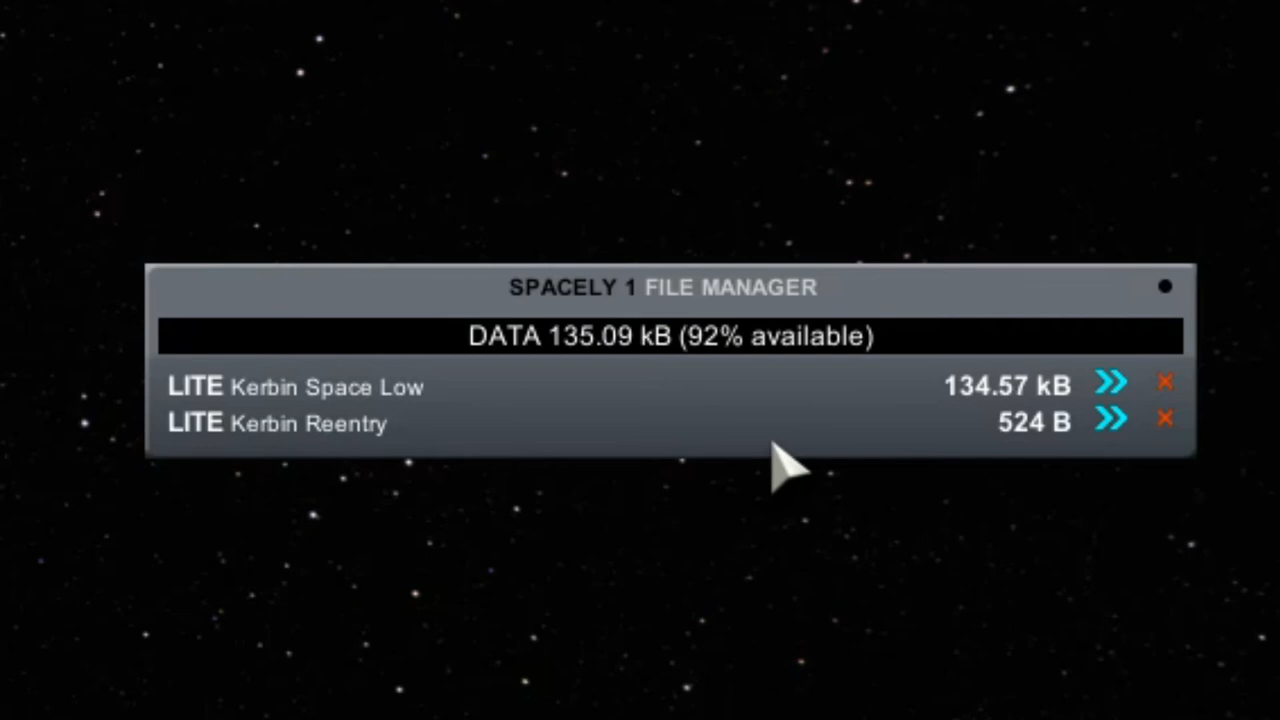 SPACELY 1 FILE MANAGER
DATA 135.09 kB (92% available)
LITE Kerbin Space Low 134.57 kB
LITE Kerbin Reentry 524 B